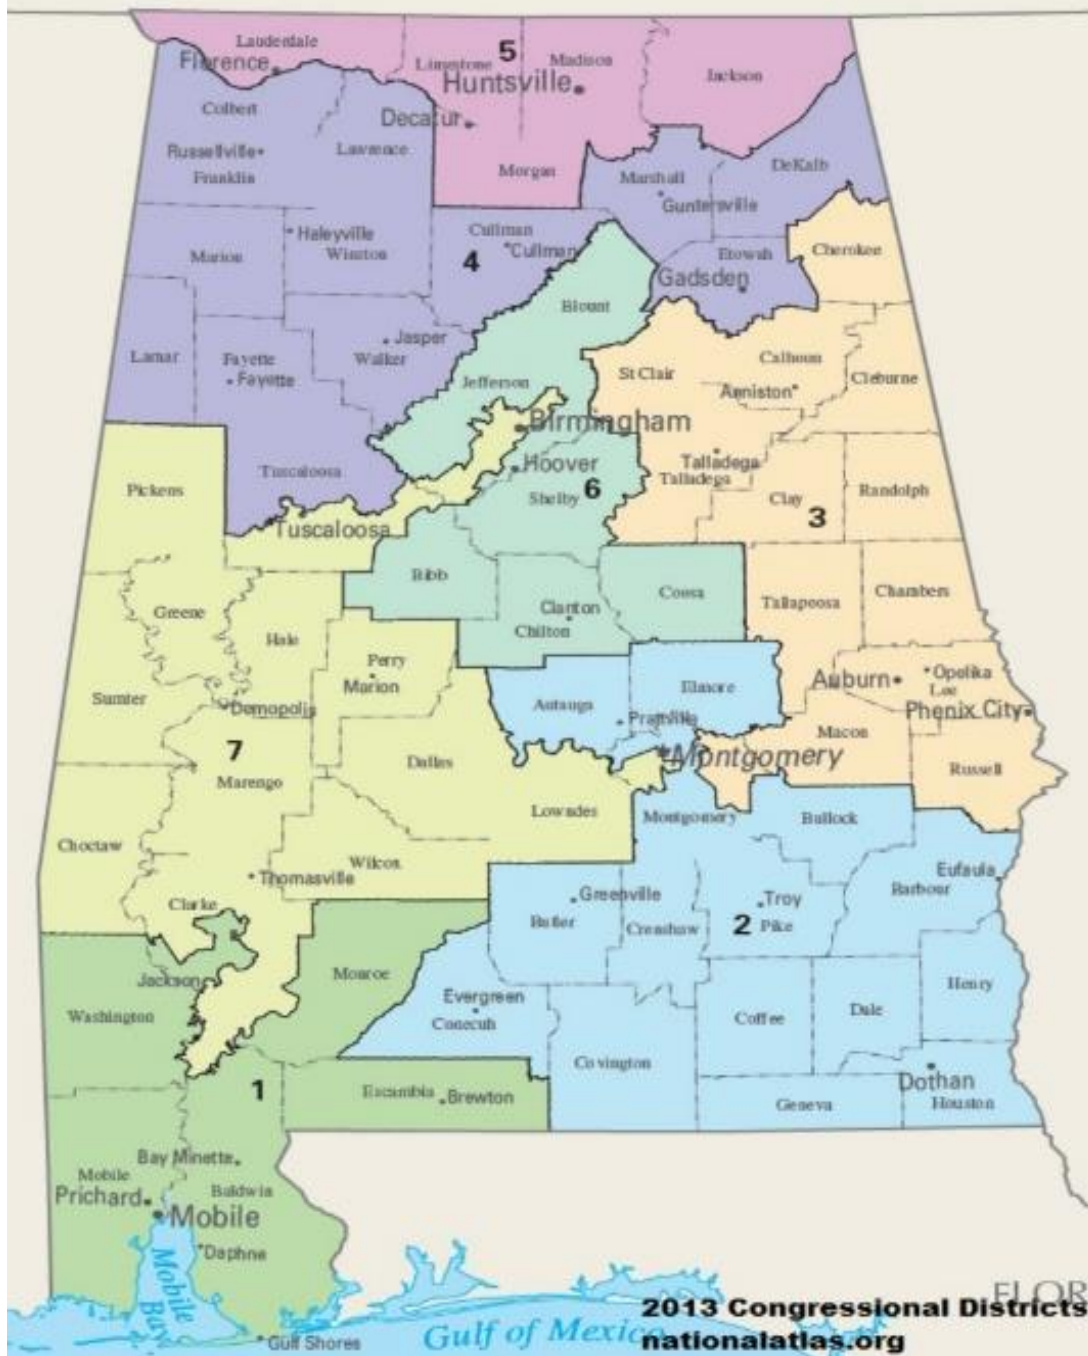 Lauderdale
Florence
5
Limestone
Madison
Huntsville
Jackson
Colbert
Decatur
Lawrence
Russellville
Franklin
Morgan
DeKalb
Marshall
Guntersville
Cullman
Haleyville
Cullman
Marion
Winston
4
Etowah
Cherokee
Gadsden
Blount
Jasper
Lamar
Fayette
Walker
Fayette
Jefferson
St Clair
Calhoun
Cleburne
Anniston
Birmingham
Hoover
Talladega
Tuscaloosa
Talladega
Pickens
Shelby
6
Clay
Randolph
3
Tuscaloosa
Bibb
Coosa
Clanton
Chilton
Tallapoosa
Chambers
Greene
Hale
Perry
Marion
Sumter
Demopolis
Autauga
Elmore
Prattville
Auburn
Opelika
Lee
Phenix City
Macon
Montgomery
7
Marengo
Dallas
Russell
Lowndes
Montgomery
Bullock
Choctaw
Wilcox
Thomasville
Eufaula
Barbour
Clarke
Greenville
Butler
Troy
Crenshaw
2
Pike
Jackson
Monroe
Washington
Evergreen
Conecuh
Coffee
Dale
Henry
Covington
1
Escambia
Brewton
Dothan
Geneva
Houston
Bay Minette
Mobile
Baldwin
Prichard
Mobile
Daphne
Mobile
Bay
FLOR
2013 Congressional Districts
Gulf of Mexico
nationalatlas.org
Gulf Shores